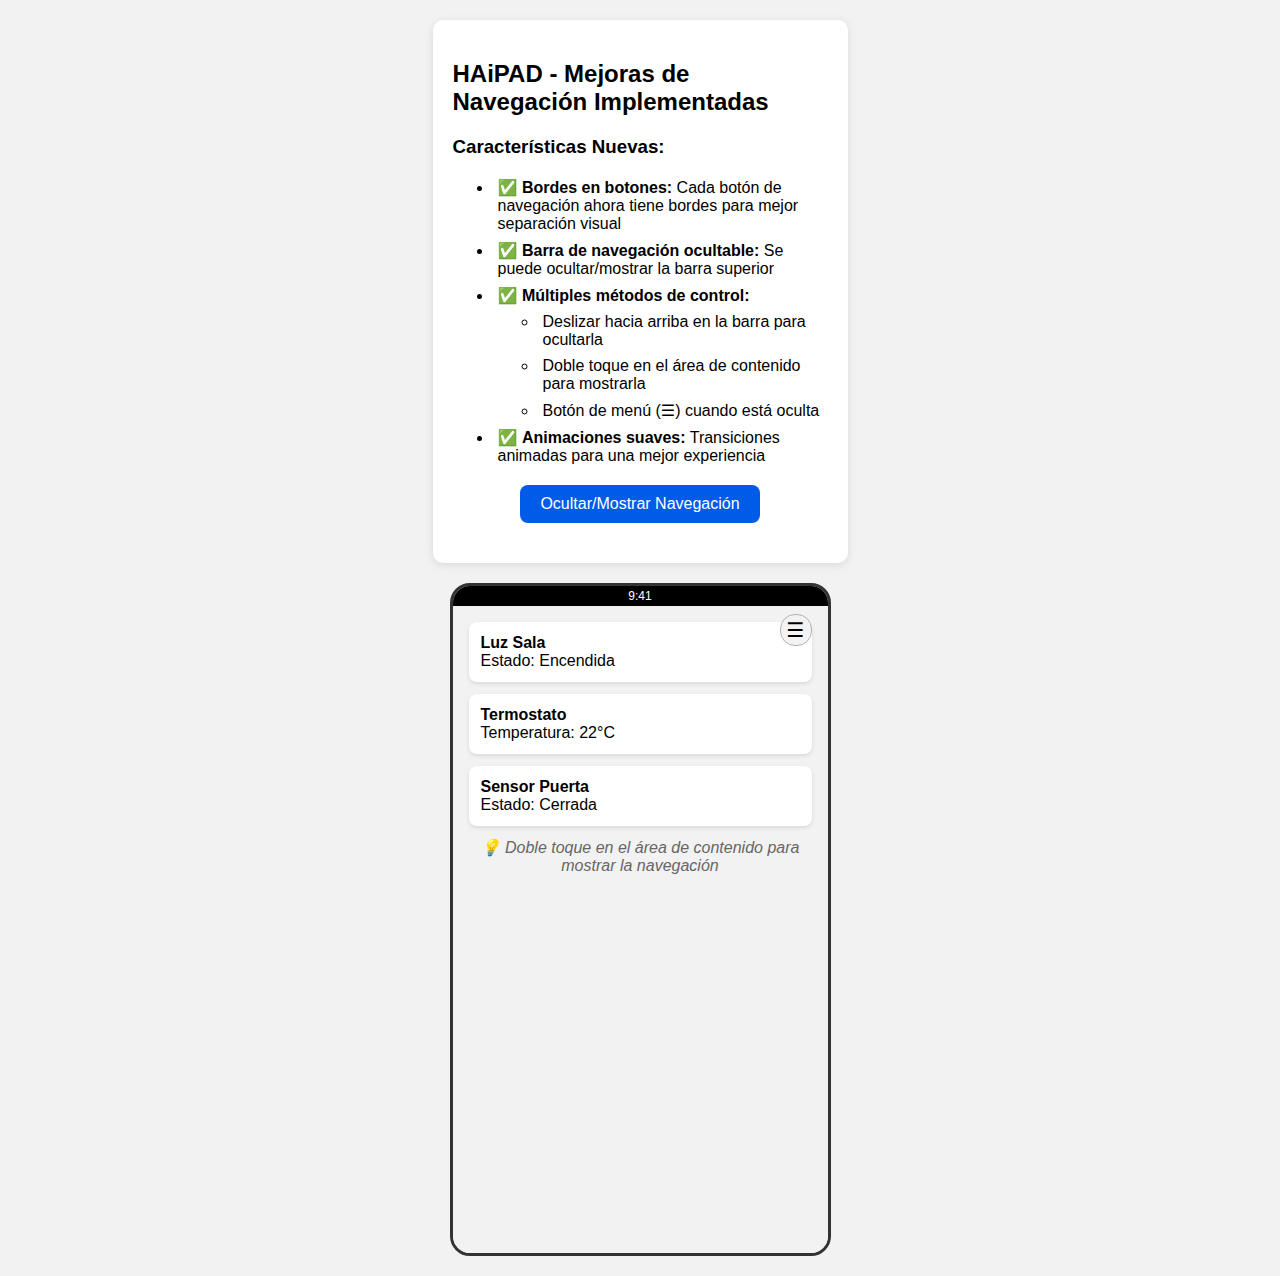 HAiPAD - Mejoras de
Navegación Implementadas
Características Nuevas:
✅ Bordes en botones: Cada botón de
navegación ahora tiene bordes para mejor
separación visual
✅ Barra de navegación ocultable: Se
puede ocultar/mostrar la barra superior
✅ Múltiples métodos de control:
Deslizar hacia arriba en la barra para
ocultarla
Doble toque en el área de contenido
para mostrarla
Botón de menú (☰) cuando está oculta
✅ Animaciones suaves: Transiciones
animadas para una mejor experiencia
Ocultar/Mostrar Navegación
9:41
☰
Luz Sala
Estado: Encendida
Termostato
Temperatura: 22°C
Sensor Puerta
Estado: Cerrada
💡 Doble toque en el área de contenido para
mostrar la navegación